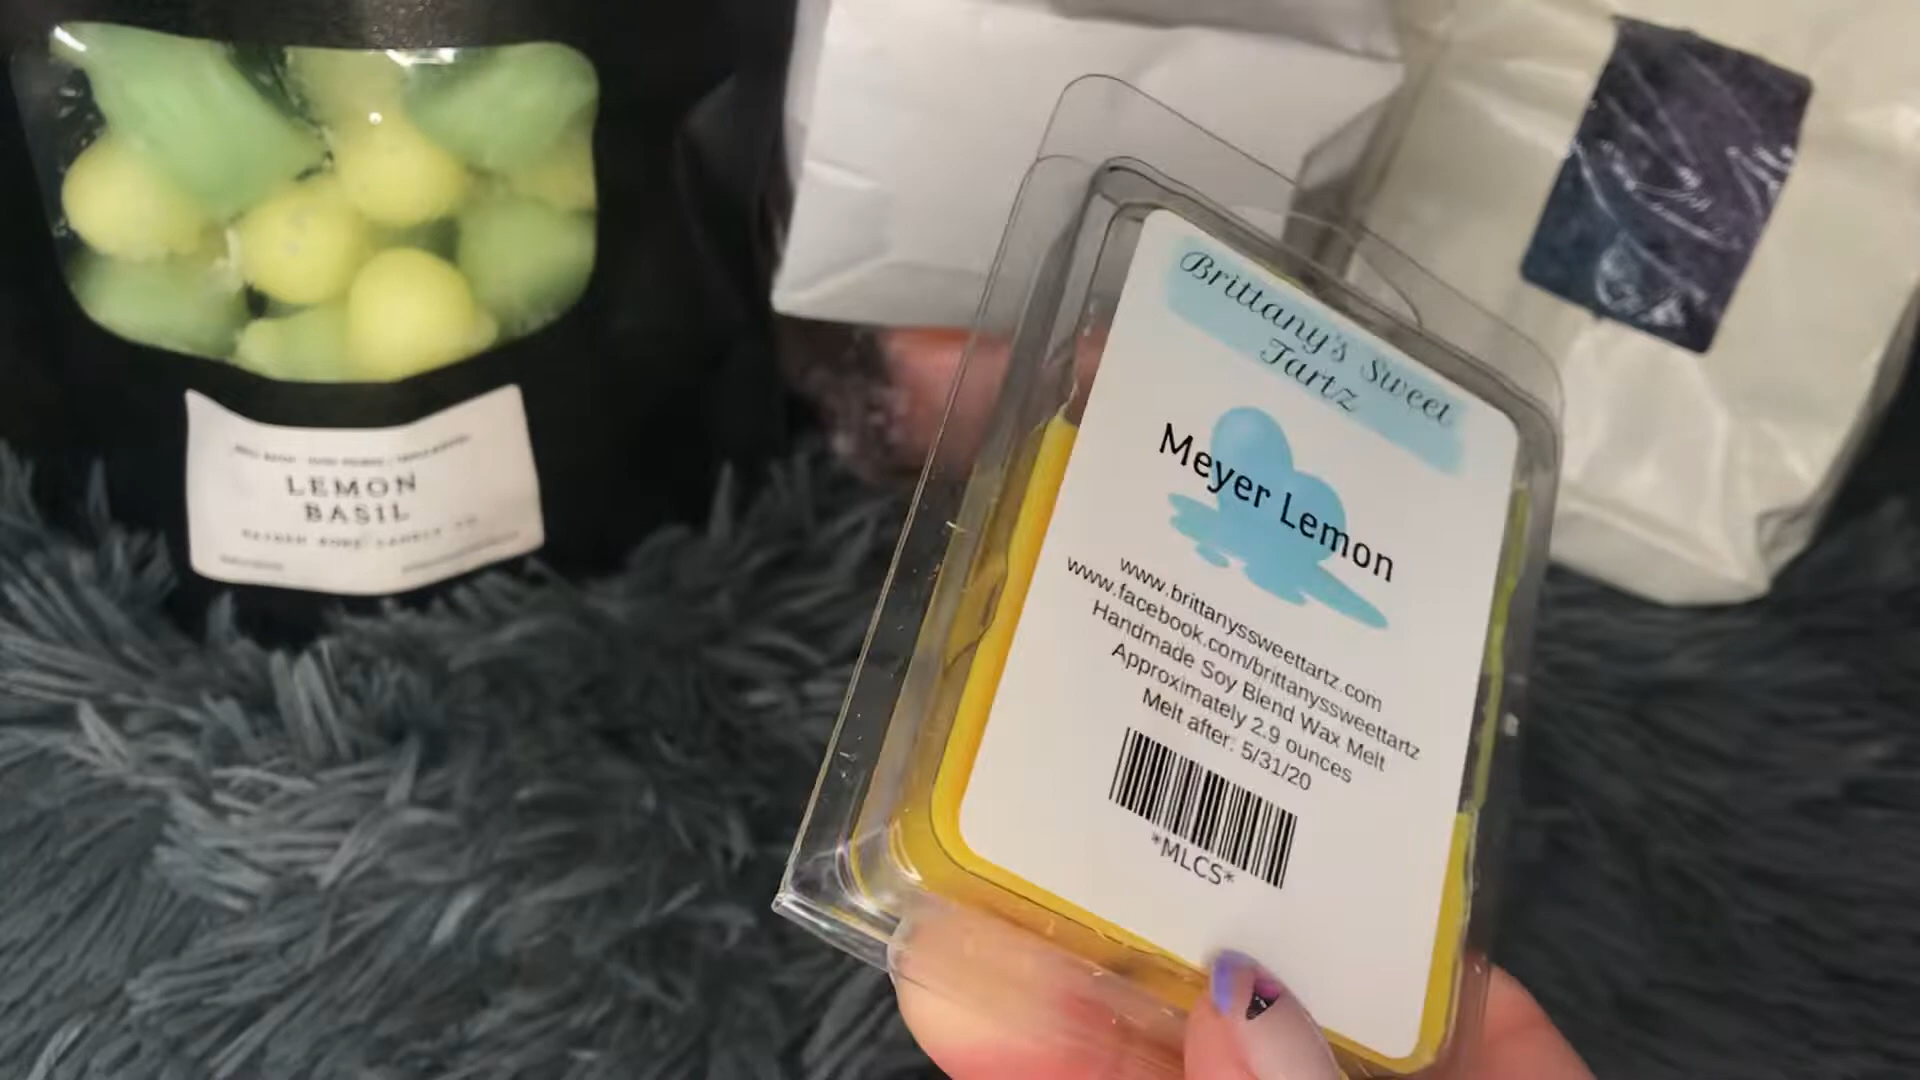 LEMON
BASIL
Brittany's Sweet
Tartz
Meyer Lemon
www.brittanyssweettartz.com
www.facebook.com/brittanyssweettartz
Handmade Soy Blend Wax Melt
Approximately 2.9 ounces
Melt after: 5/31/20
*MLCS*